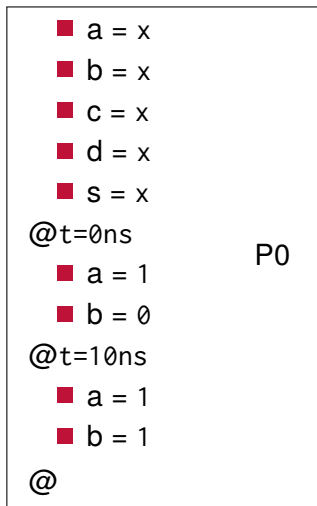 a = x
b = x
c = x
d = x
s = x
@t=0ns
P0
a = 1
b = 0
@t=10ns
a = 1
b = 1
@